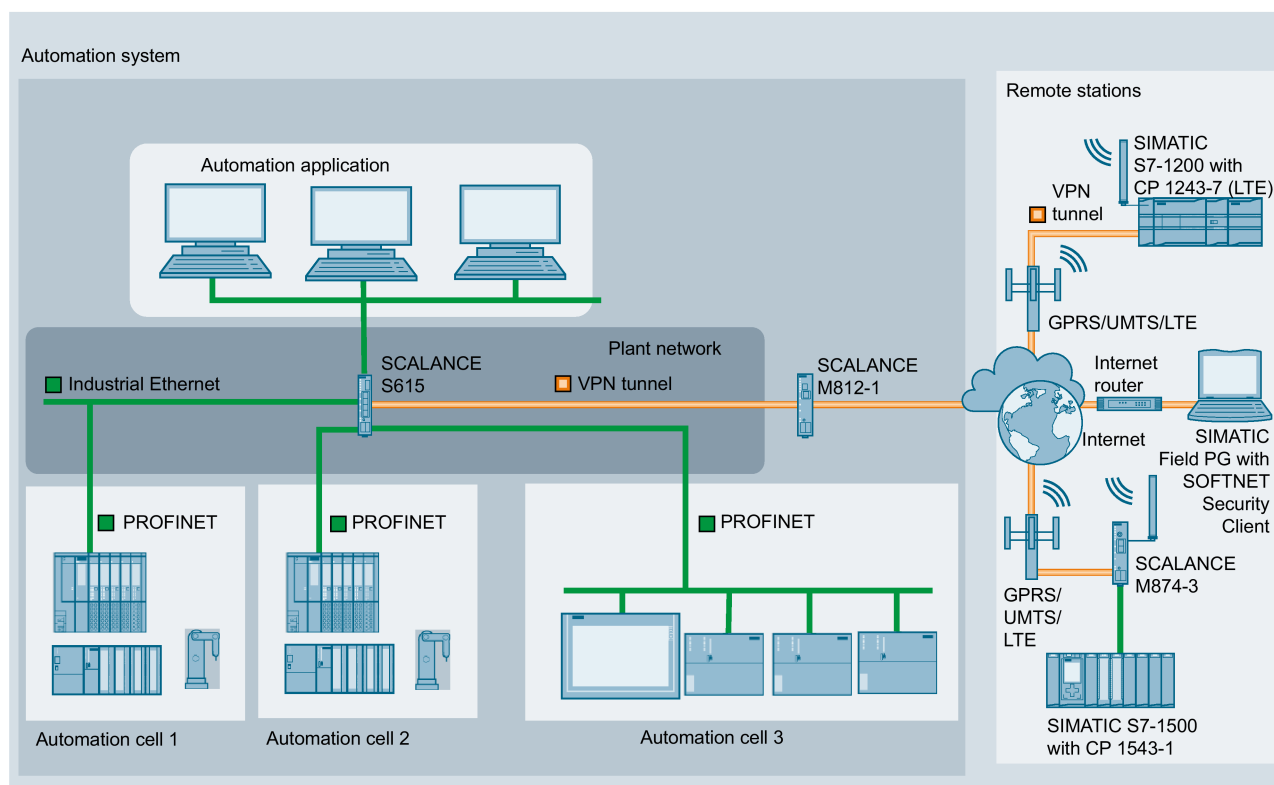 Automation system
Remote stations
Automation application
SIMATIC
S7-1200 with
CP 1243-7 (LTE)
VPN
tunnel
GPRS/UMTS/LTE
Plant network
SCALANCE
S615
Industrial Ethernet
VPN tunnel
SCALANCE
M812-1
Internet
router
Internet
SIMATIC
Field PG with
SOFTNET
Security
Client
PROFINET
PROFINET
PROFINET
SCALANCE
M874-3
GPRS/
UMTS/
LTE
SIMATIC S7-1500
with CP 1543-1
Automation cell 1
Automation cell 2
Automation cell 3